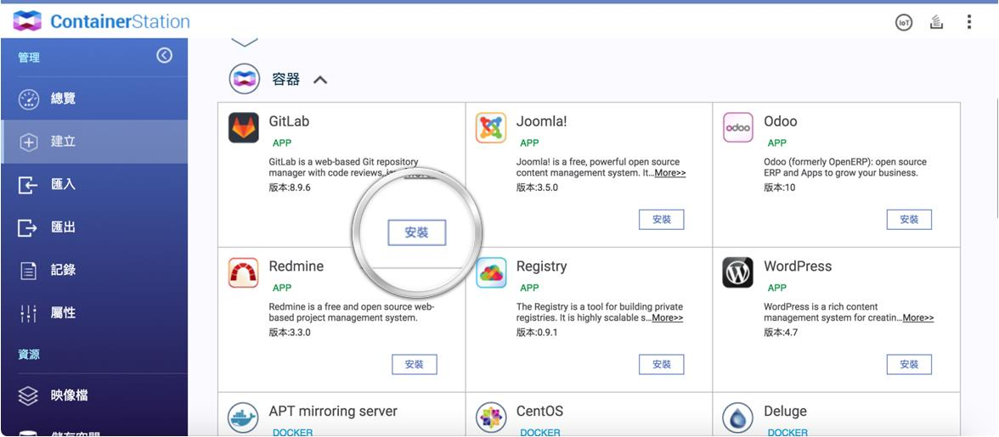 ContainerStation
IoT
管理
總覽
建立
匯入
匯出
記錄
屬性
資源
映像檔
儲存空間
容器
GitLab
APP
GitLab is a web-based Git repository
manager with code reviews,
版本:8.9.6
安裝
Joomla!
APP
Joomla! is a free, powerful open source
content management system. It...More>>
版本:3.5.0
安裝
odoo
Odoo
APP
Odoo (formerly OpenERP): open source
ERP and Apps to grow your business.
版本:10
安裝
Redmine
APP
Redmine is a free and open source web-
based project management system.
版本:3.3.0
安裝
Registry
APP
The Registry is a tool for building private
registries. It is highly scalable s...More>>
版本:0.9.1
安裝
WordPress
APP
WordPress is a rich content
management system for creatin...More>>
版本:4.7
安裝
APT mirroring server
DOCKER
CentOS
DOCKER
Deluge
DOCKER